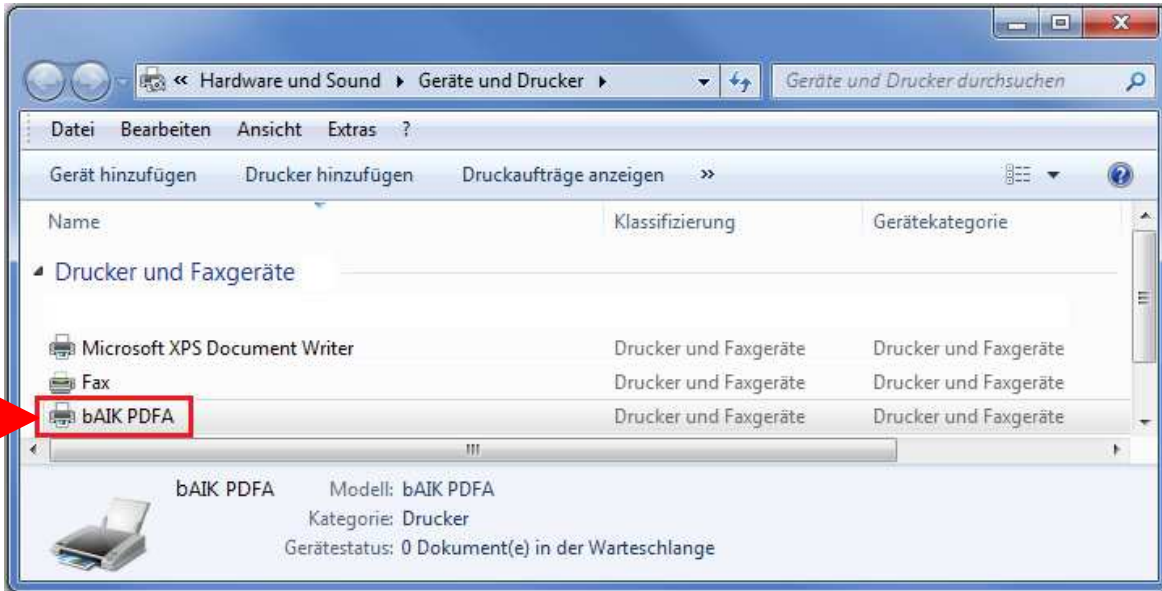 « Hardware und Sound Geräte und Drucker Geräte und Drucker durchsuchen
Datei Bearbeiten Ansicht Extras ?
Gerät hinzufügen Drucker hinzufügen Druckaufträge anzeigen »
Name Klassifizierung Gerätekategorie
Drucker und Faxgeräte
Microsoft XPS Document Writer Drucker und Faxgeräte Drucker und Faxgeräte
Fax Drucker und Faxgeräte Drucker und Faxgeräte
bAIK PDFA Drucker und Faxgeräte Drucker und Faxgeräte
bAIK PDFA Modell: bAIK PDFA
Kategorie: Drucker
Gerätestatus: 0 Dokument(e) in der Warteschlange